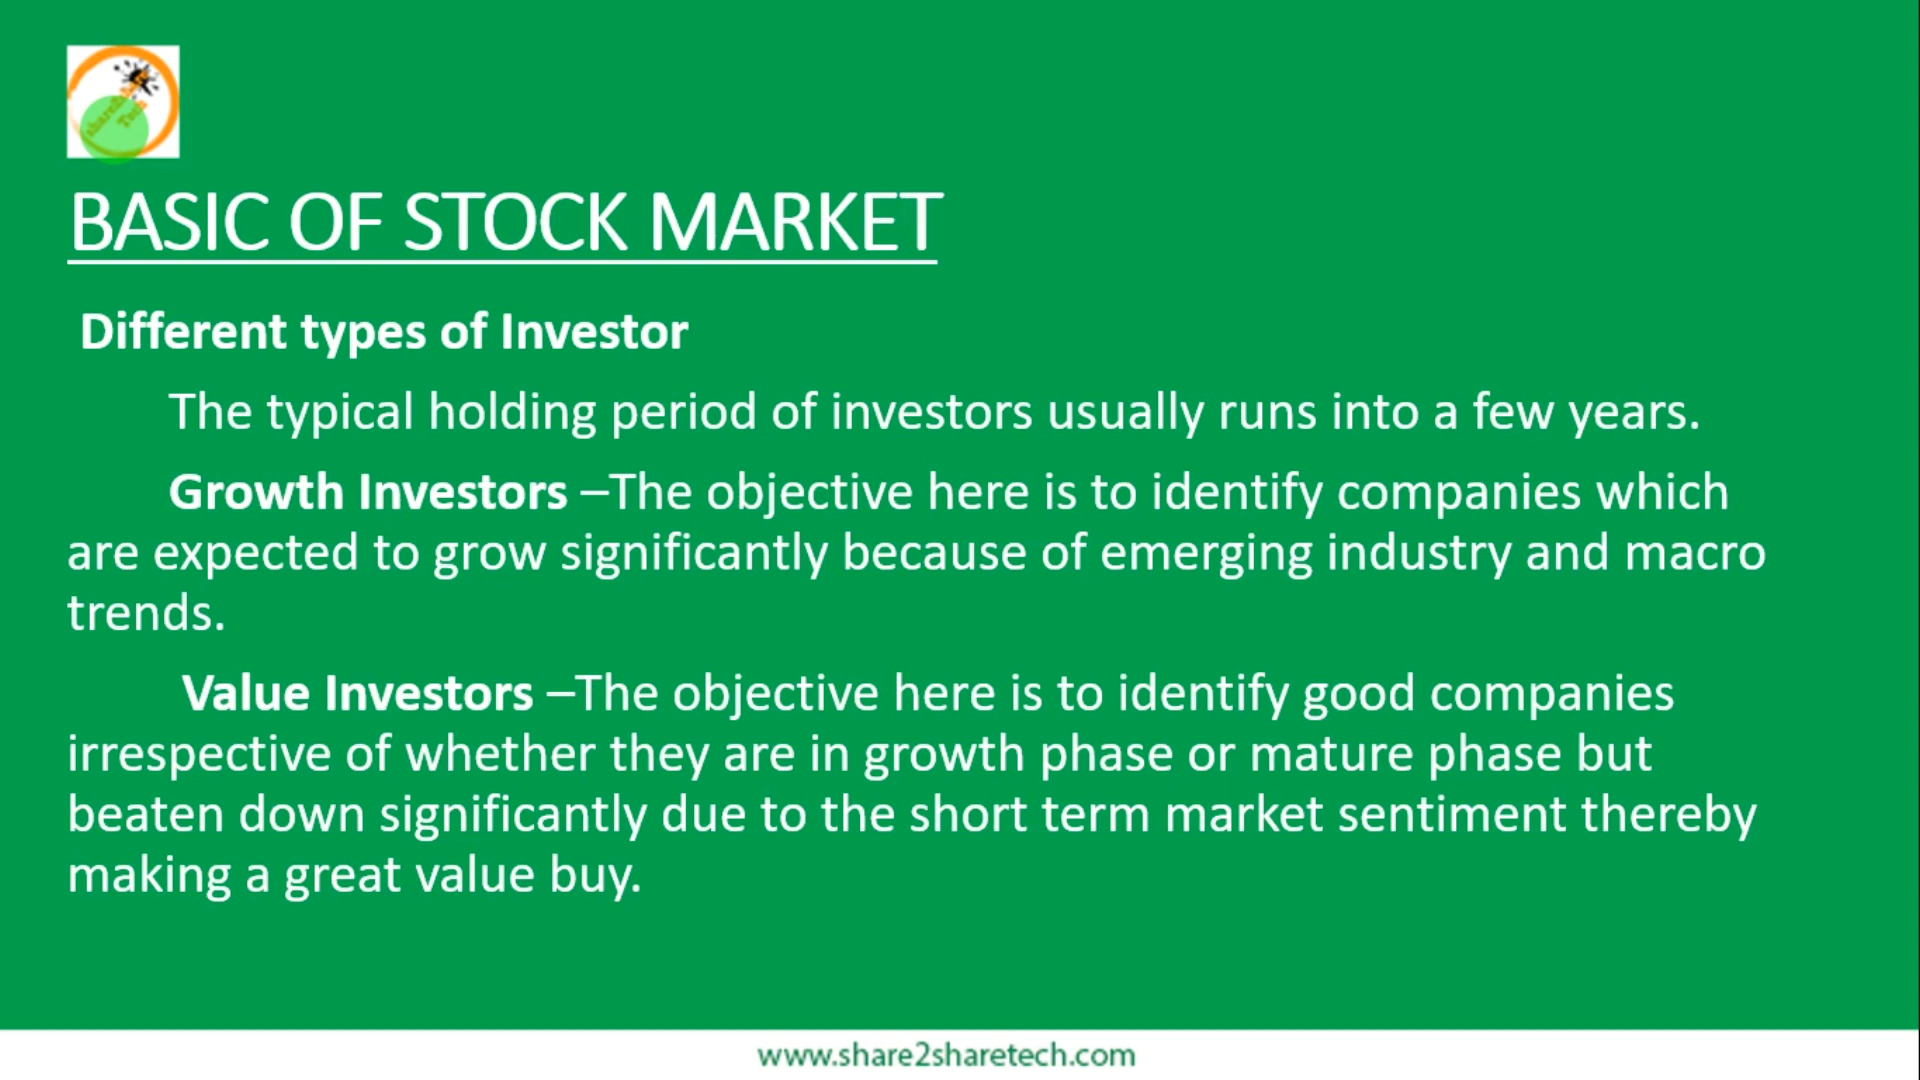 BASIC OF STOCK MARKET
Different types of Investor
The typical holding period of investors usually runs into a few years.
Growth Investors –The objective here is to identify companies which
are expected to grow significantly because of emerging industry and macro
trends.
Value Investors –The objective here is to identify good companies
irrespective of whether they are in growth phase or mature phase but
beaten down significantly due to the short term market sentiment thereby
making a great value buy.
www.share2sharetech.com